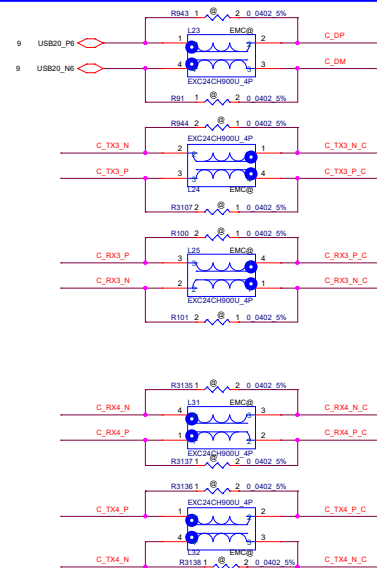 R943 1 @ 2 0_0402_5%
L23 EMC@
9 USB20_P6 1 2 C_DP
9 USB20_N6 4 3 C_DM
EXC24CH900U_4P
R91 1 @ 2 0_0402_5%
R944 2 @ 1 0_0402_5%
EXC24CH900U_4P
C_TX3_N 2 1 C_TX3_N_C
C_TX3_P 3 4 C_TX3_P_C
L24 EMC@
R3107 2 @ 1 0_0402_5%
R100 2 @ 1 0_0402_5%
L25 EMC@
C_RX3_P 3 4 C_RX3_P_C
C_RX3_N 2 1 C_RX3_N_C
EXC24CH900U_4P
R101 2 @ 1 0_0402_5%
R3135 1 @ 2 0_0402_5%
L31 EMC@
C_RX4_N 4 3 C_RX4_N_C
C_RX4_P 1 2 C_RX4_P_C
EXC24CH900U_4P
R3137 1 @ 2 0_0402_5%
R3136 1 @ 2 0_0402_5%
EXC24CH900U_4P
C_TX4_P 1 2 C_TX4_P_C
C_TX4_N 4 3 C_TX4_N_C
L32 EMC@
R3138 1 @ 2 0_0402_5%